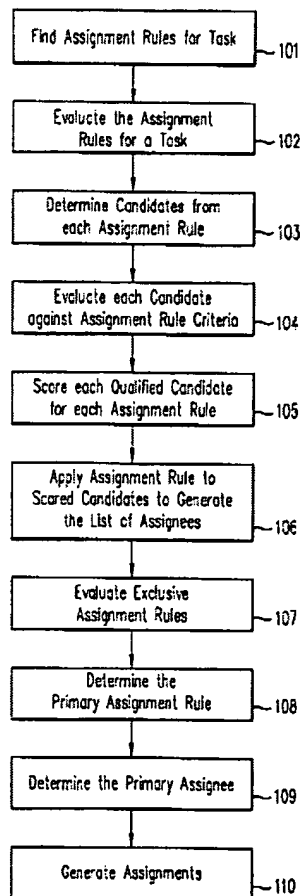 Find Assignment Rules for Task
101
Evaluate the Assignment
Rules for a Task
102
Determine Candidates from
each Assignment Rule
103
Evaluate each Candidate
against Assignment Rule Criteria
104
Score each Qualified Candidate
for each Assignment Rule
105
Apply Assignment Rule to
Scared Candidates to Generate
the List of Assignees
106
Evaluate Exclusive
Assignment Rules
107
Determine the
Primary Assignment Rule
108
Determine the Primary Assignee
109
Generate Assignments
110